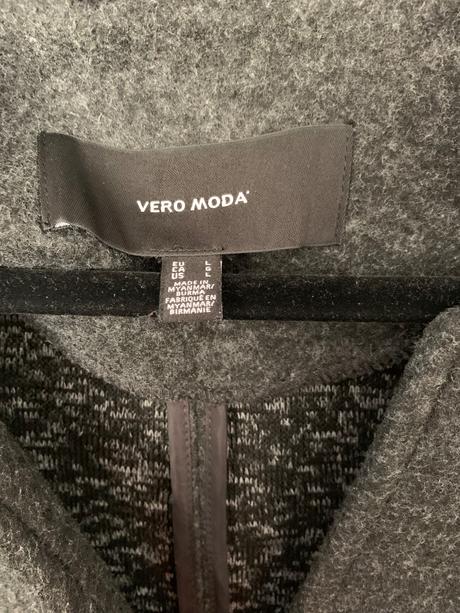 VERO MODA®
EU L
CA G
US L
MADE IN
MYANMAR/
BURMA
FABRIQUÉ EN
MYANMAR/
BIRMANIE